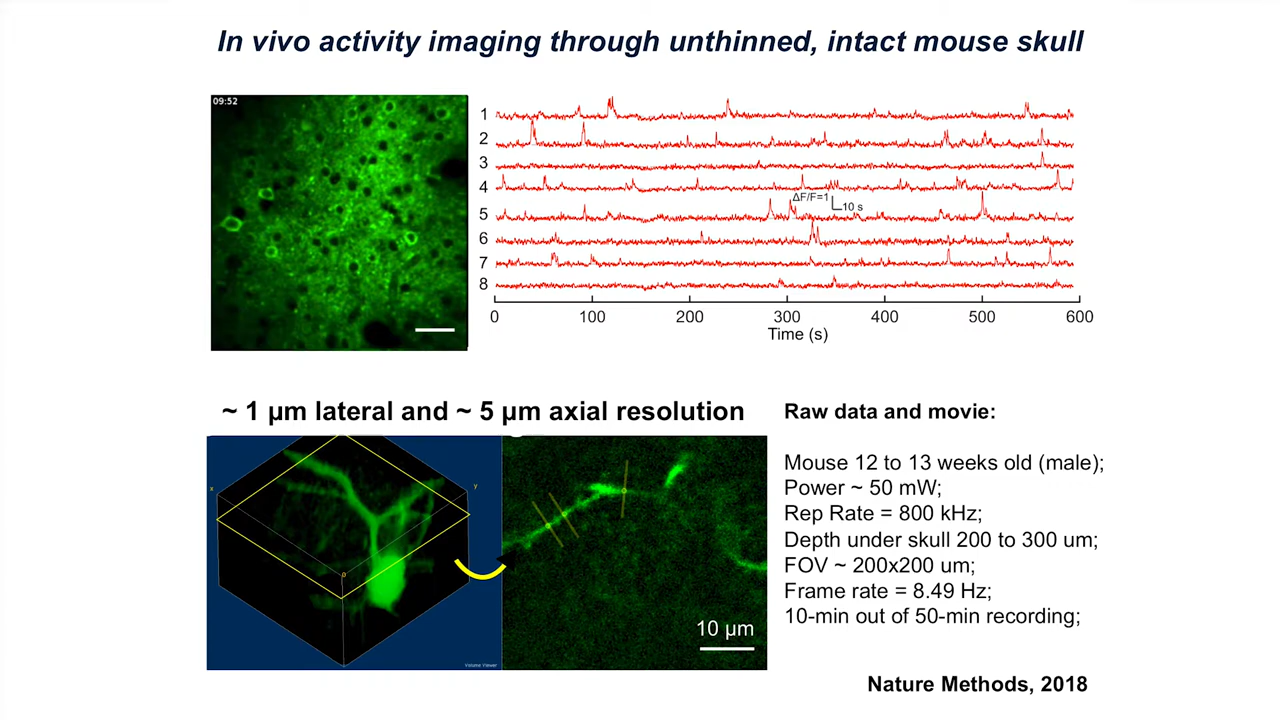 In vivo activity imaging through unthinned, intact mouse skull
09:52
1
2
3
4
5
6
7
8
ΔF/F=1
10 s
0 100 200 300 400 500 600
Time (s)
~ 1 µm lateral and ~ 5 µm axial resolution
x
y
0
Volume Viewer
10 µm
Raw data and movie:
Mouse 12 to 13 weeks old (male);
Power ~ 50 mW;
Rep Rate = 800 kHz;
Depth under skull 200 to 300 um;
FOV ~ 200x200 um;
Frame rate = 8.49 Hz;
10-min out of 50-min recording;
Nature Methods, 2018